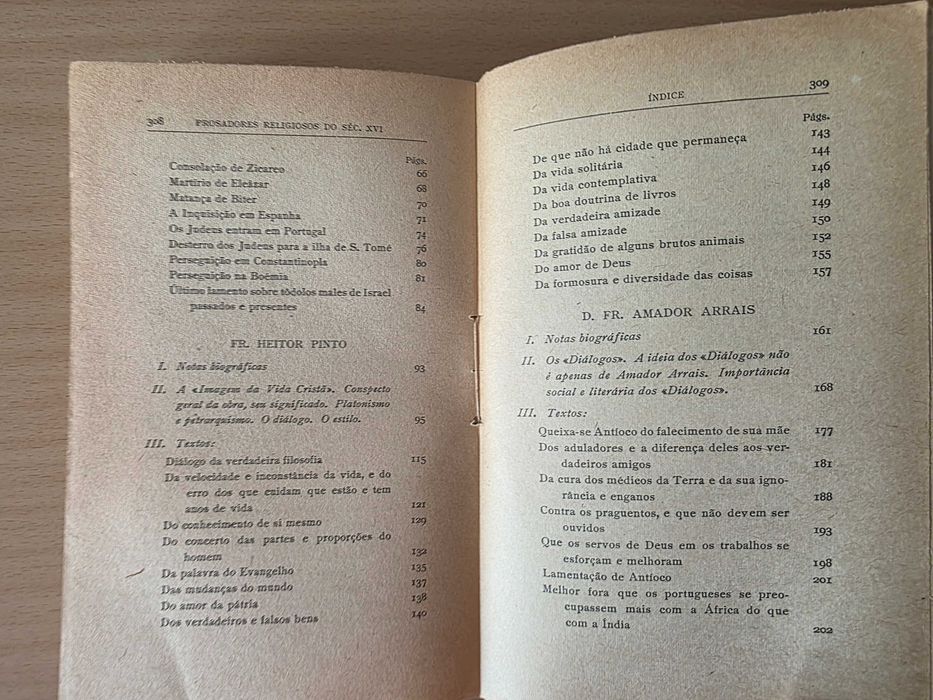 308 PROSADORES RELIGIOSOS DO SÉC. XVI
Págs.
Consolação de Zicareo 66
Martírio de Eleázar 68
Matança de Biter 70
A Inquisição em Espanha 71
Os Judeus entram em Portugal 74
Desterro dos Judeus para a ilha de S. Tomé 76
Perseguição em Constantinopla 80
Perseguição na Boémia 81
Último lamento sobre tôdolos males de Israel
passados e presentes 84
FR. HEITOR PINTO
I. Notas biográficas 93
II. A «Imagem da Vida Cristã». Conspecto
geral da obra, seu significado. Platonismo
e petrarquismo. O diálogo. O estilo. 95
III. Textos:
Diálogo da verdadeira filosofia 115
Da velocidade e inconstância da vida, e do
erro dos que cuidam que estão e tem
anos de vida 121
Do conhecimento de si mesmo 129
Do concerto das partes e proporções do
homem 132
Da palavra do Evangelho 135
Das mudanças do mundo 137
Do amor da pátria 138
Dos verdadeiros e falsos bens 140
ÍNDICE 309
Págs.
De que não há cidade que permaneça 143
Da vida solitária 144
Da vida contemplativa 146
Da boa doutrina de livros 148
Da verdadeira amizade 149
Da falsa amizade 150
Da gratidão de alguns brutos animais 152
Do amor de Deus 155
Da formosura e diversidade das coisas 157
D. FR. AMADOR ARRAIS
I. Notas biográficas 161
II. Os «Diálogos». A ideia dos «Diálogos» não
é apenas de Amador Arrais. Importância
social e literária dos «Diálogos». 168
III. Textos:
Queixa-se Antíoco do falecimento de sua mãe 177
Dos aduladores e a diferença deles aos ver-
dadeiros amigos 181
Da cura dos médicos da Terra e da sua igno-
rância e enganos 188
Contra os praguentos, e que não devem ser
ouvidos 193
Que os servos de Deus em os trabalhos se
esforçam e melhoram 198
Lamentação de Antíoco 201
Melhor fora que os portugueses se preo-
cupassem mais com a África do que
com a Índia 202